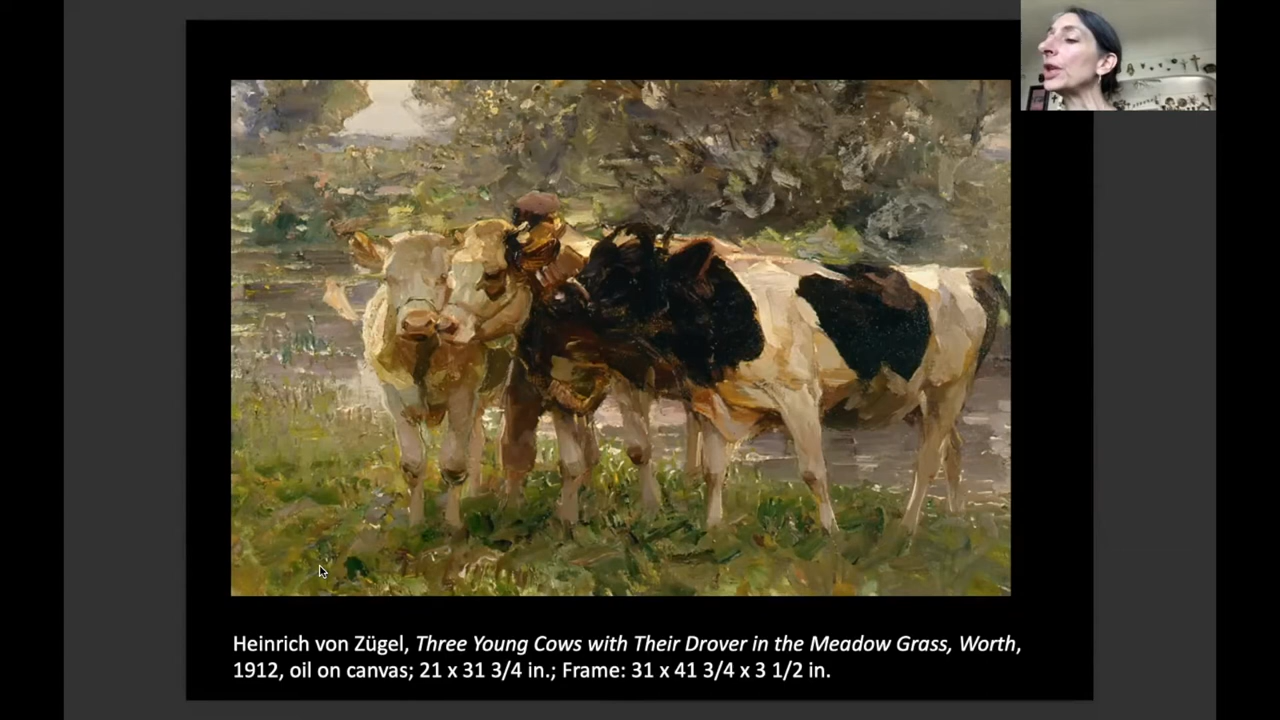 Heinrich von Zügel, Three Young Cows with Their Drover in the Meadow Grass, Worth,
1912, oil on canvas; 21 x 31 3/4 in.; Frame: 31 x 41 3/4 x 3 1/2 in.